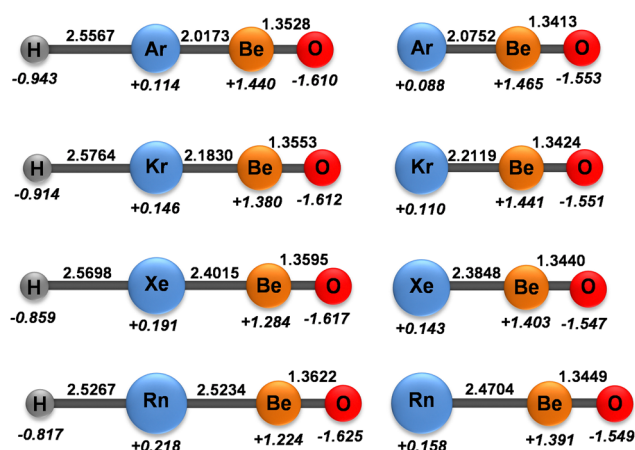 2.5567 2.0173 1.3528 2.0752 1.3413
H Ar Be O Ar Be O
-0.943 +0.114 +1.440 -1.610 +0.088 +1.465 -1.553
2.5764 2.1830 1.3553 2.2119 1.3424
H Kr Be O Kr Be O
-0.914 +0.146 +1.380 -1.612 +0.110 +1.441 -1.551
2.5698 2.4015 1.3595 2.3848 1.3440
H Xe Be O Xe Be O
-0.859 +0.191 +1.284 -1.617 +0.143 +1.403 -1.547
2.5267 2.5234 1.3622 2.4704 1.3449
H Rn Be O Rn Be O
-0.817 +0.218 +1.224 -1.625 +0.158 +1.391 -1.549